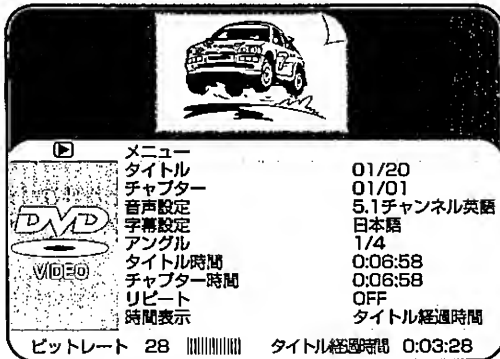 メニュー
タイトル 01/20
チャプター 01/01
音声設定 5.1チャンネル英語
字幕設定 日本語
アングル 1/4
タイトル時間 0:06:58
チャプター時間 0:06:58
リピート OFF
時間表示 タイトル経過時間
DVD
VIDEO
ビットレート 28 タイトル経過時間 0:03:28